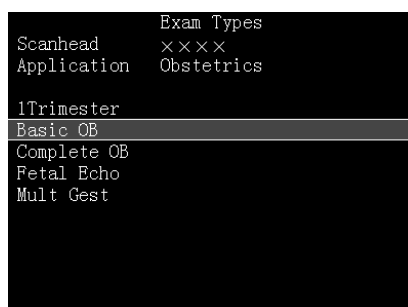 Exam Types
Scanhead ××××
Application Obstetrics
1Trimester
Basic OB
Complete OB
Fetal Echo
Mult Gest